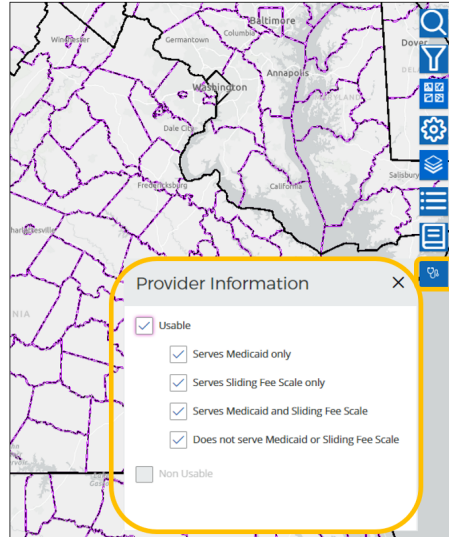 Baltimore
Winchester
Columbia
Germantown
Dover
Annapolis
Washington
Dale City
Fredericksburg
California
Salisbury
Provider Information
Usable
Serves Medicaid only
Serves Sliding Fee Scale only
Serves Medicaid and Sliding Fee Scale
Does not serve Medicaid or Sliding Fee Scale
Non Usable